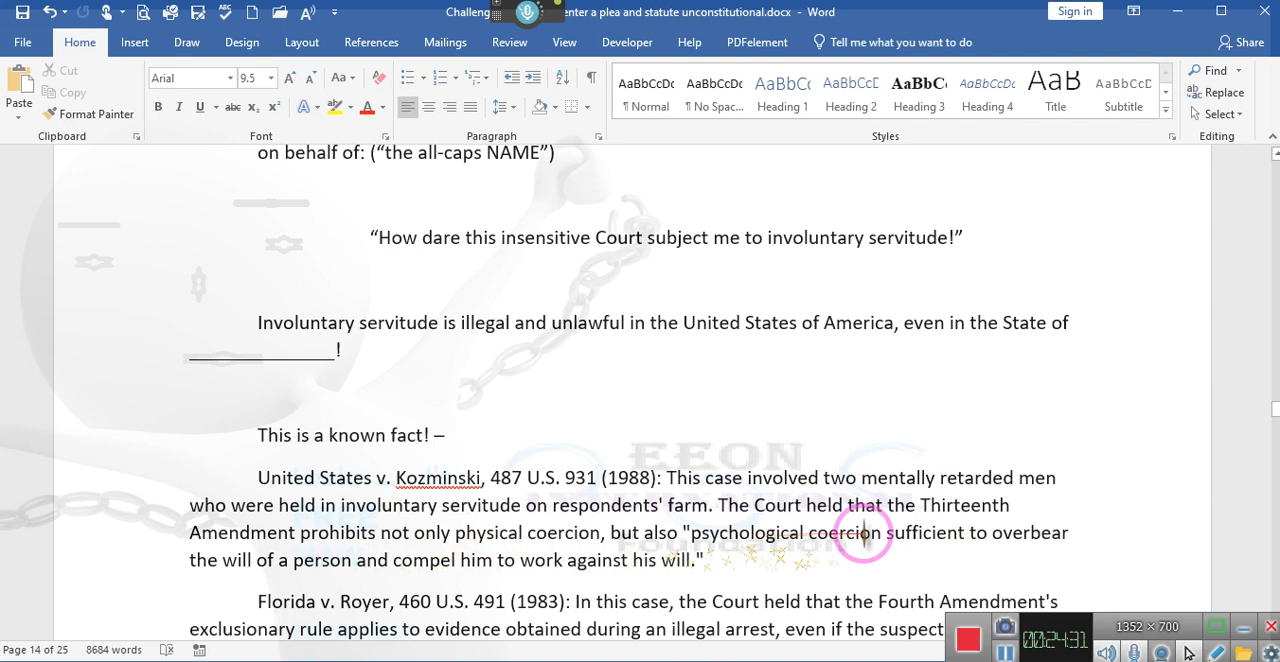 Challeng
enter a plea and statute unconstitutional.docx - Word
Sign in
File
Home
Insert
Draw
Design
Layout
References
Mailings
Review
View
Developer
Help
PDFelement
Tell me what you want to do
Share
Paste
Cut
Copy
Format Painter
Clipboard
Arial
9.5
Font
Paragraph
AaBbCcDc
¶ Normal
AaBbCcDc
¶ No Spac...
AaBbCcD
Heading 1
AaBbCcD
Heading 2
AaBbCc
Heading 3
AaBbCcD
Heading 4
AaB
Title
AaBbCcD
Subtitle
Styles
Find
Replace
Select
Editing
on behalf of: (“the all-caps NAME”)
“How dare this insensitive Court subject me to involuntary servitude!”
Involuntary servitude is illegal and unlawful in the United States of America, even in the State of
______________!
This is a known fact! –
EEON
United States v. Kozminski, 487 U.S. 931 (1988): This case involved two mentally retarded men
who were held in involuntary servitude on respondents' farm. The Court held that the Thirteenth
Amendment prohibits not only physical coercion, but also "psychological coercion sufficient to overbear
the will of a person and compel him to work against his will."
Florida v. Royer, 460 U.S. 491 (1983): In this case, the Court held that the Fourth Amendment's
exclusionary rule applies to evidence obtained during an illegal arrest, even if the suspect
Page 14 of 25
8684 words
00:24:31
1352 × 700